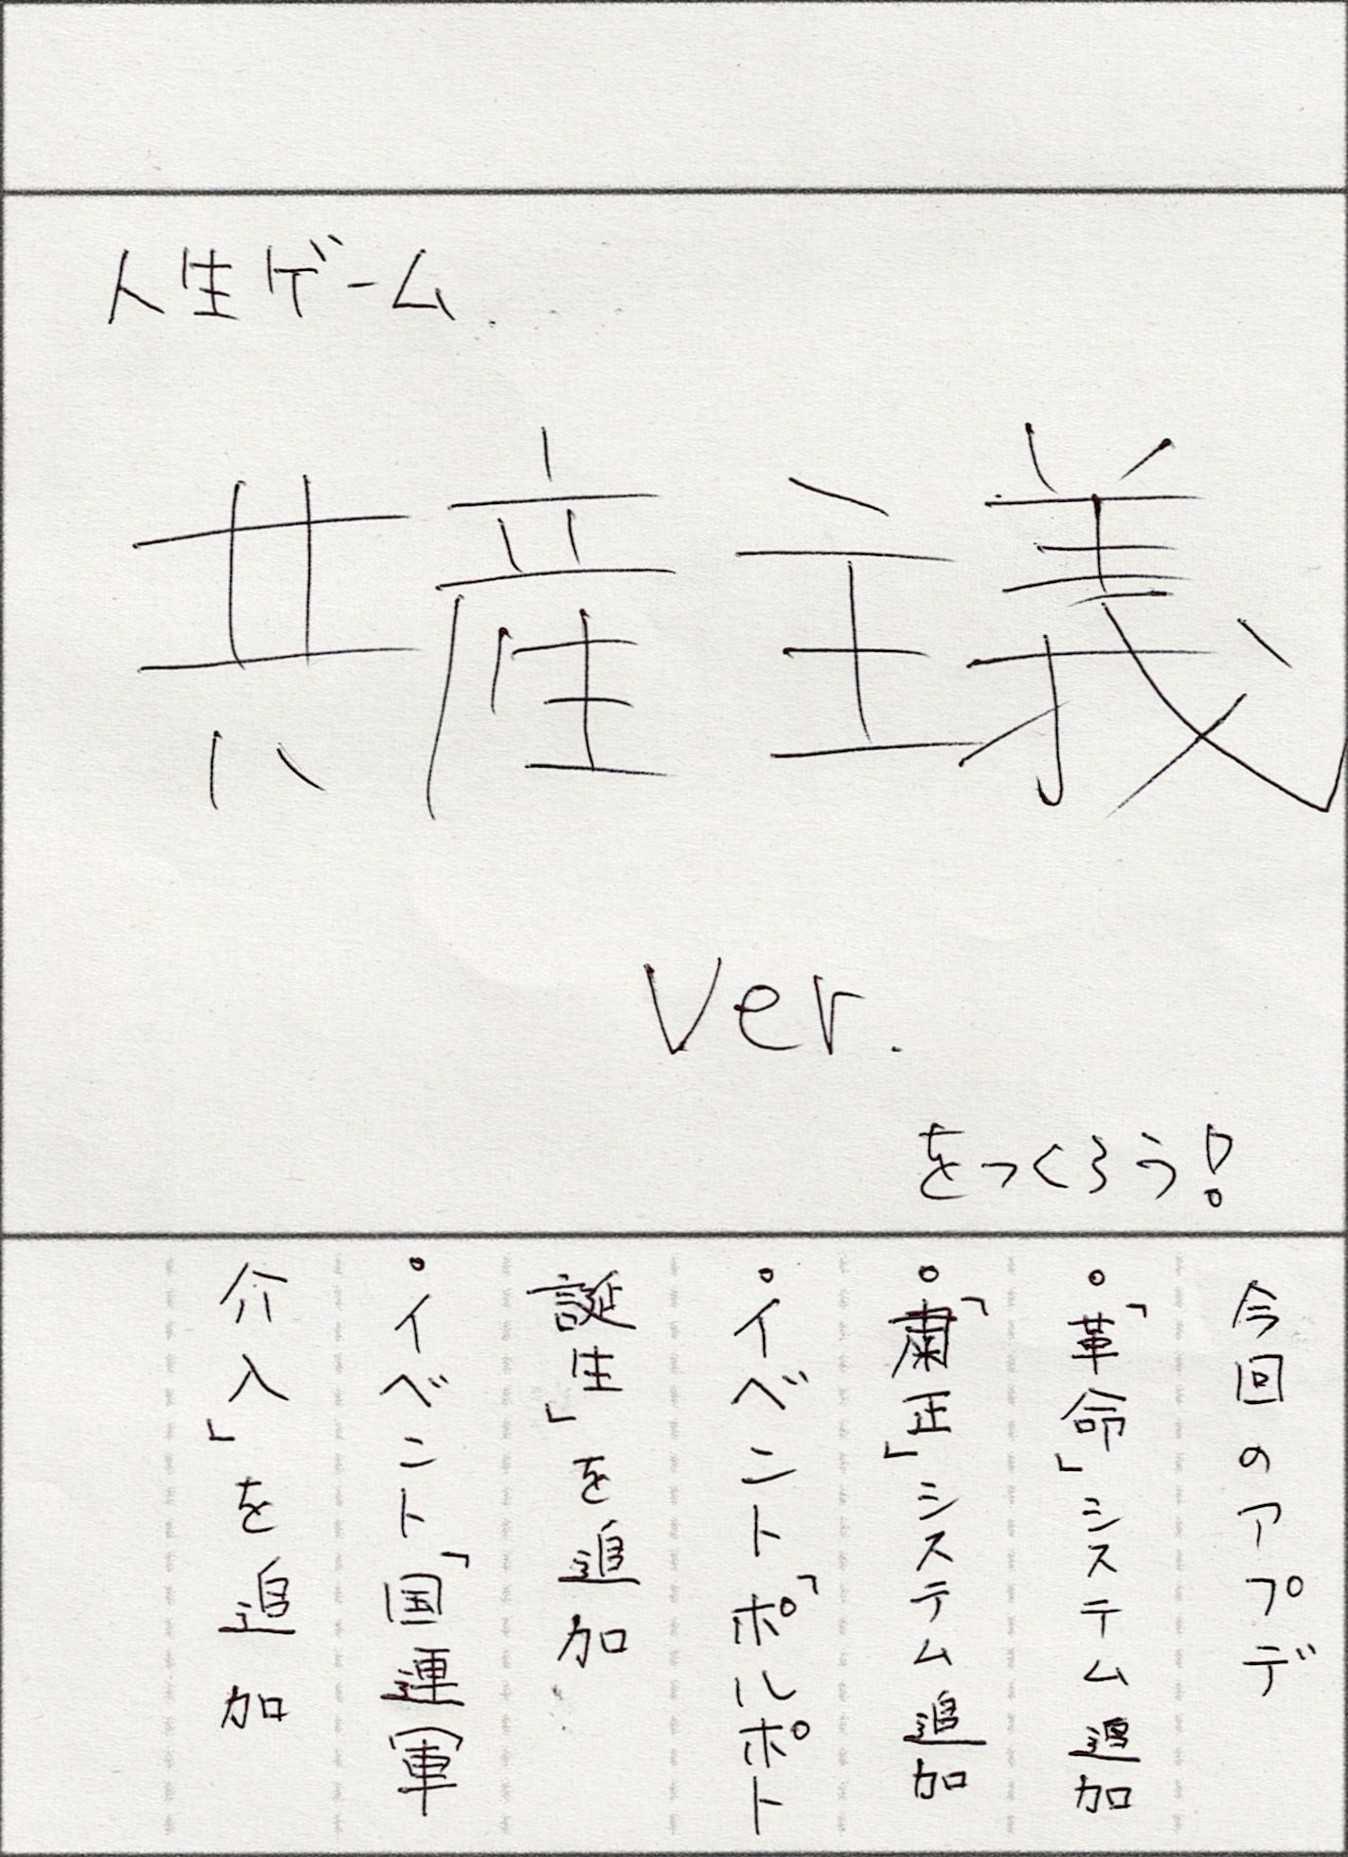 人生ゲーム
共産主義
Ver.
をつくろう!
今回のアプデ
・「革命」システム追加
・「粛正」システム追加
・イベント「ポルポト
誕生」を追加
・イベント「国連軍
介入」を追加